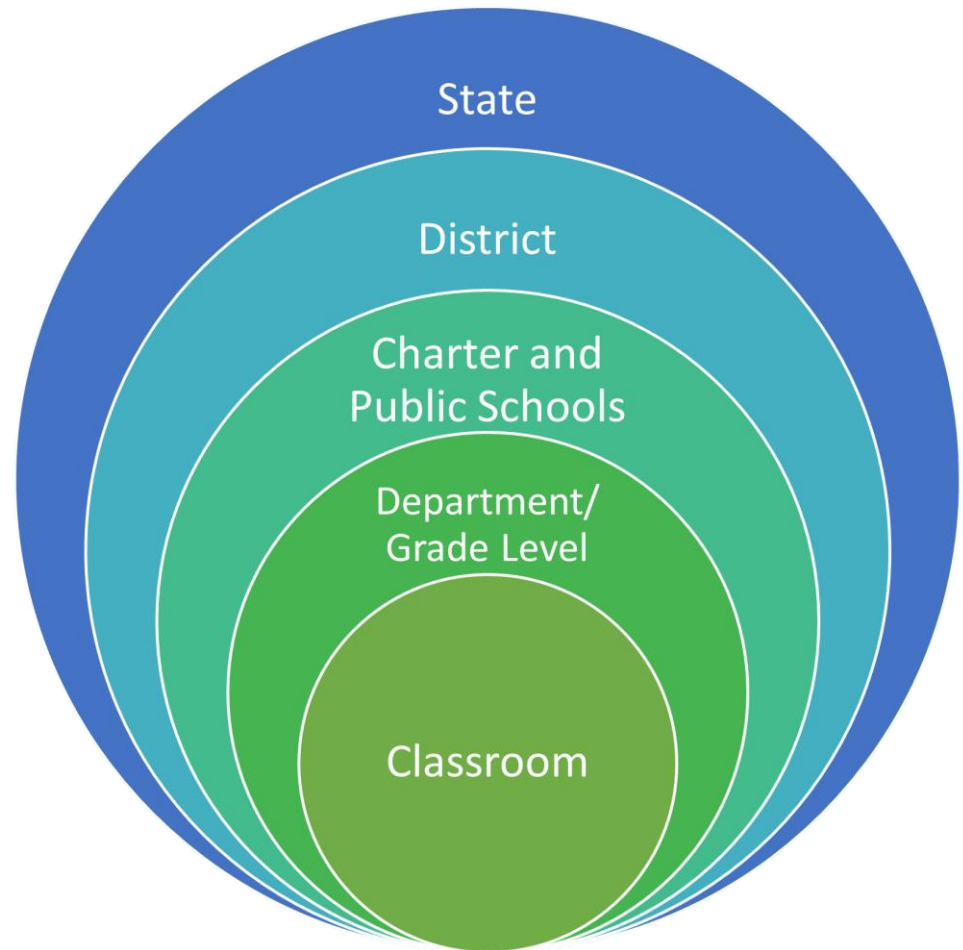 State
District
Charter and
Public Schools
Department/
Grade Level
Classroom